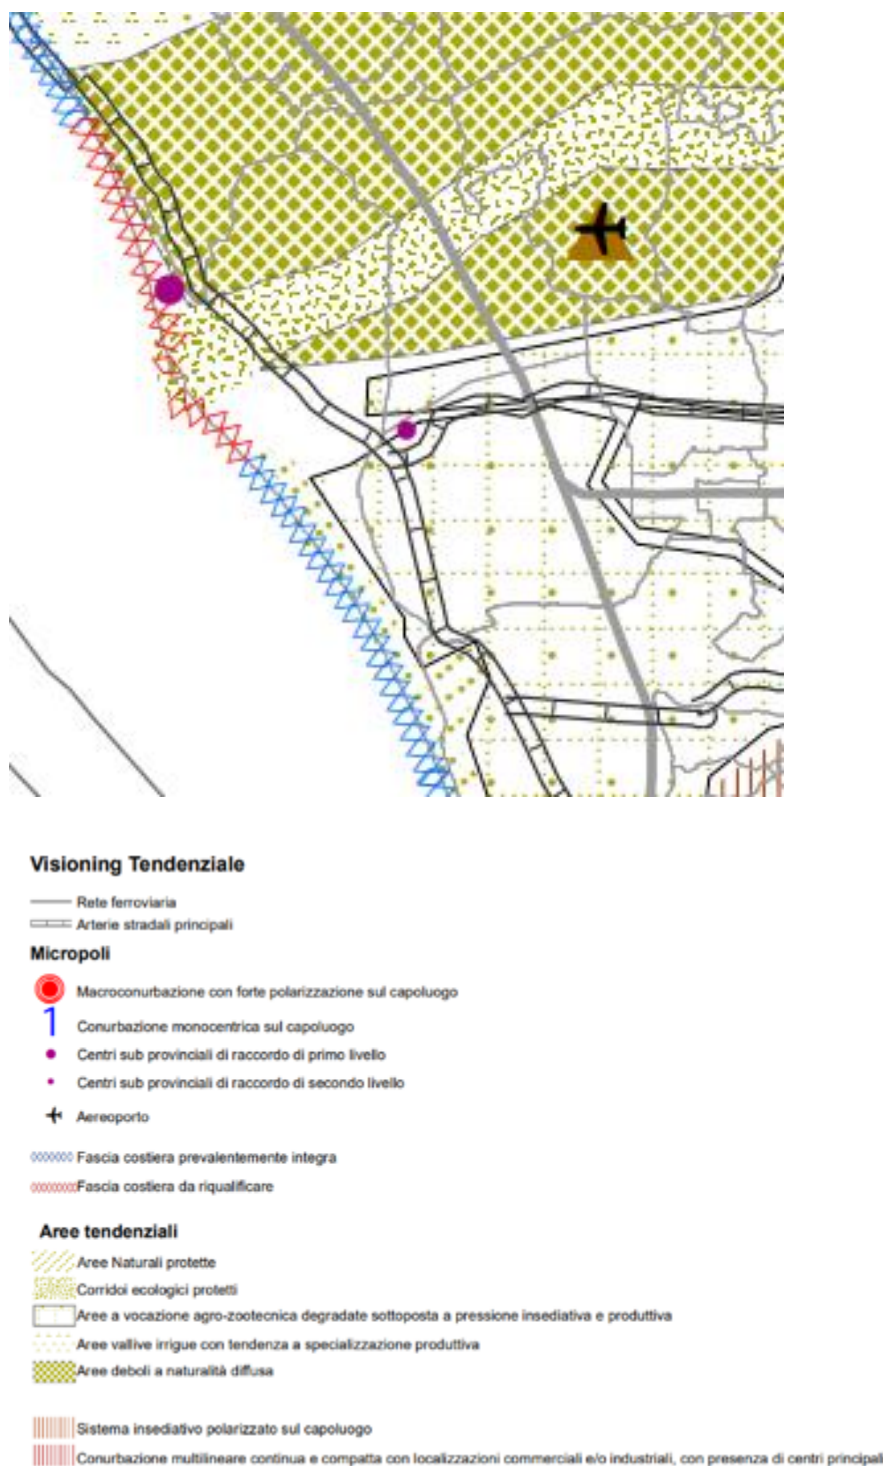 Visioning Tendenziale
Rete ferroviaria
Arterie stradali principali
Micropoli
Macroconurbazione con forte polarizzazione sul capoluogo
1 Conurbazione monocentrica sul capoluogo
Centri sub provinciali di raccordo di primo livello
Centri sub provinciali di raccordo di secondo livello
Aereoporto
Fascia costiera prevalentemente integra
Fascia costiera da riqualificare
Aree tendenziali
Aree Naturali protette
Corridoi ecologici protetti
Aree a vocazione agro-zootecnica degradate sottoposta a pressione insediativa e produttiva
Aree vallive irrigue con tendenza a specializzazione produttiva
Aree deboli a naturalità diffusa
Sistema insediativo polarizzato sul capoluogo
Conurbazione multilineare continua e compatta con localizzazioni commerciali e/o industriali, con presenza di centri principali